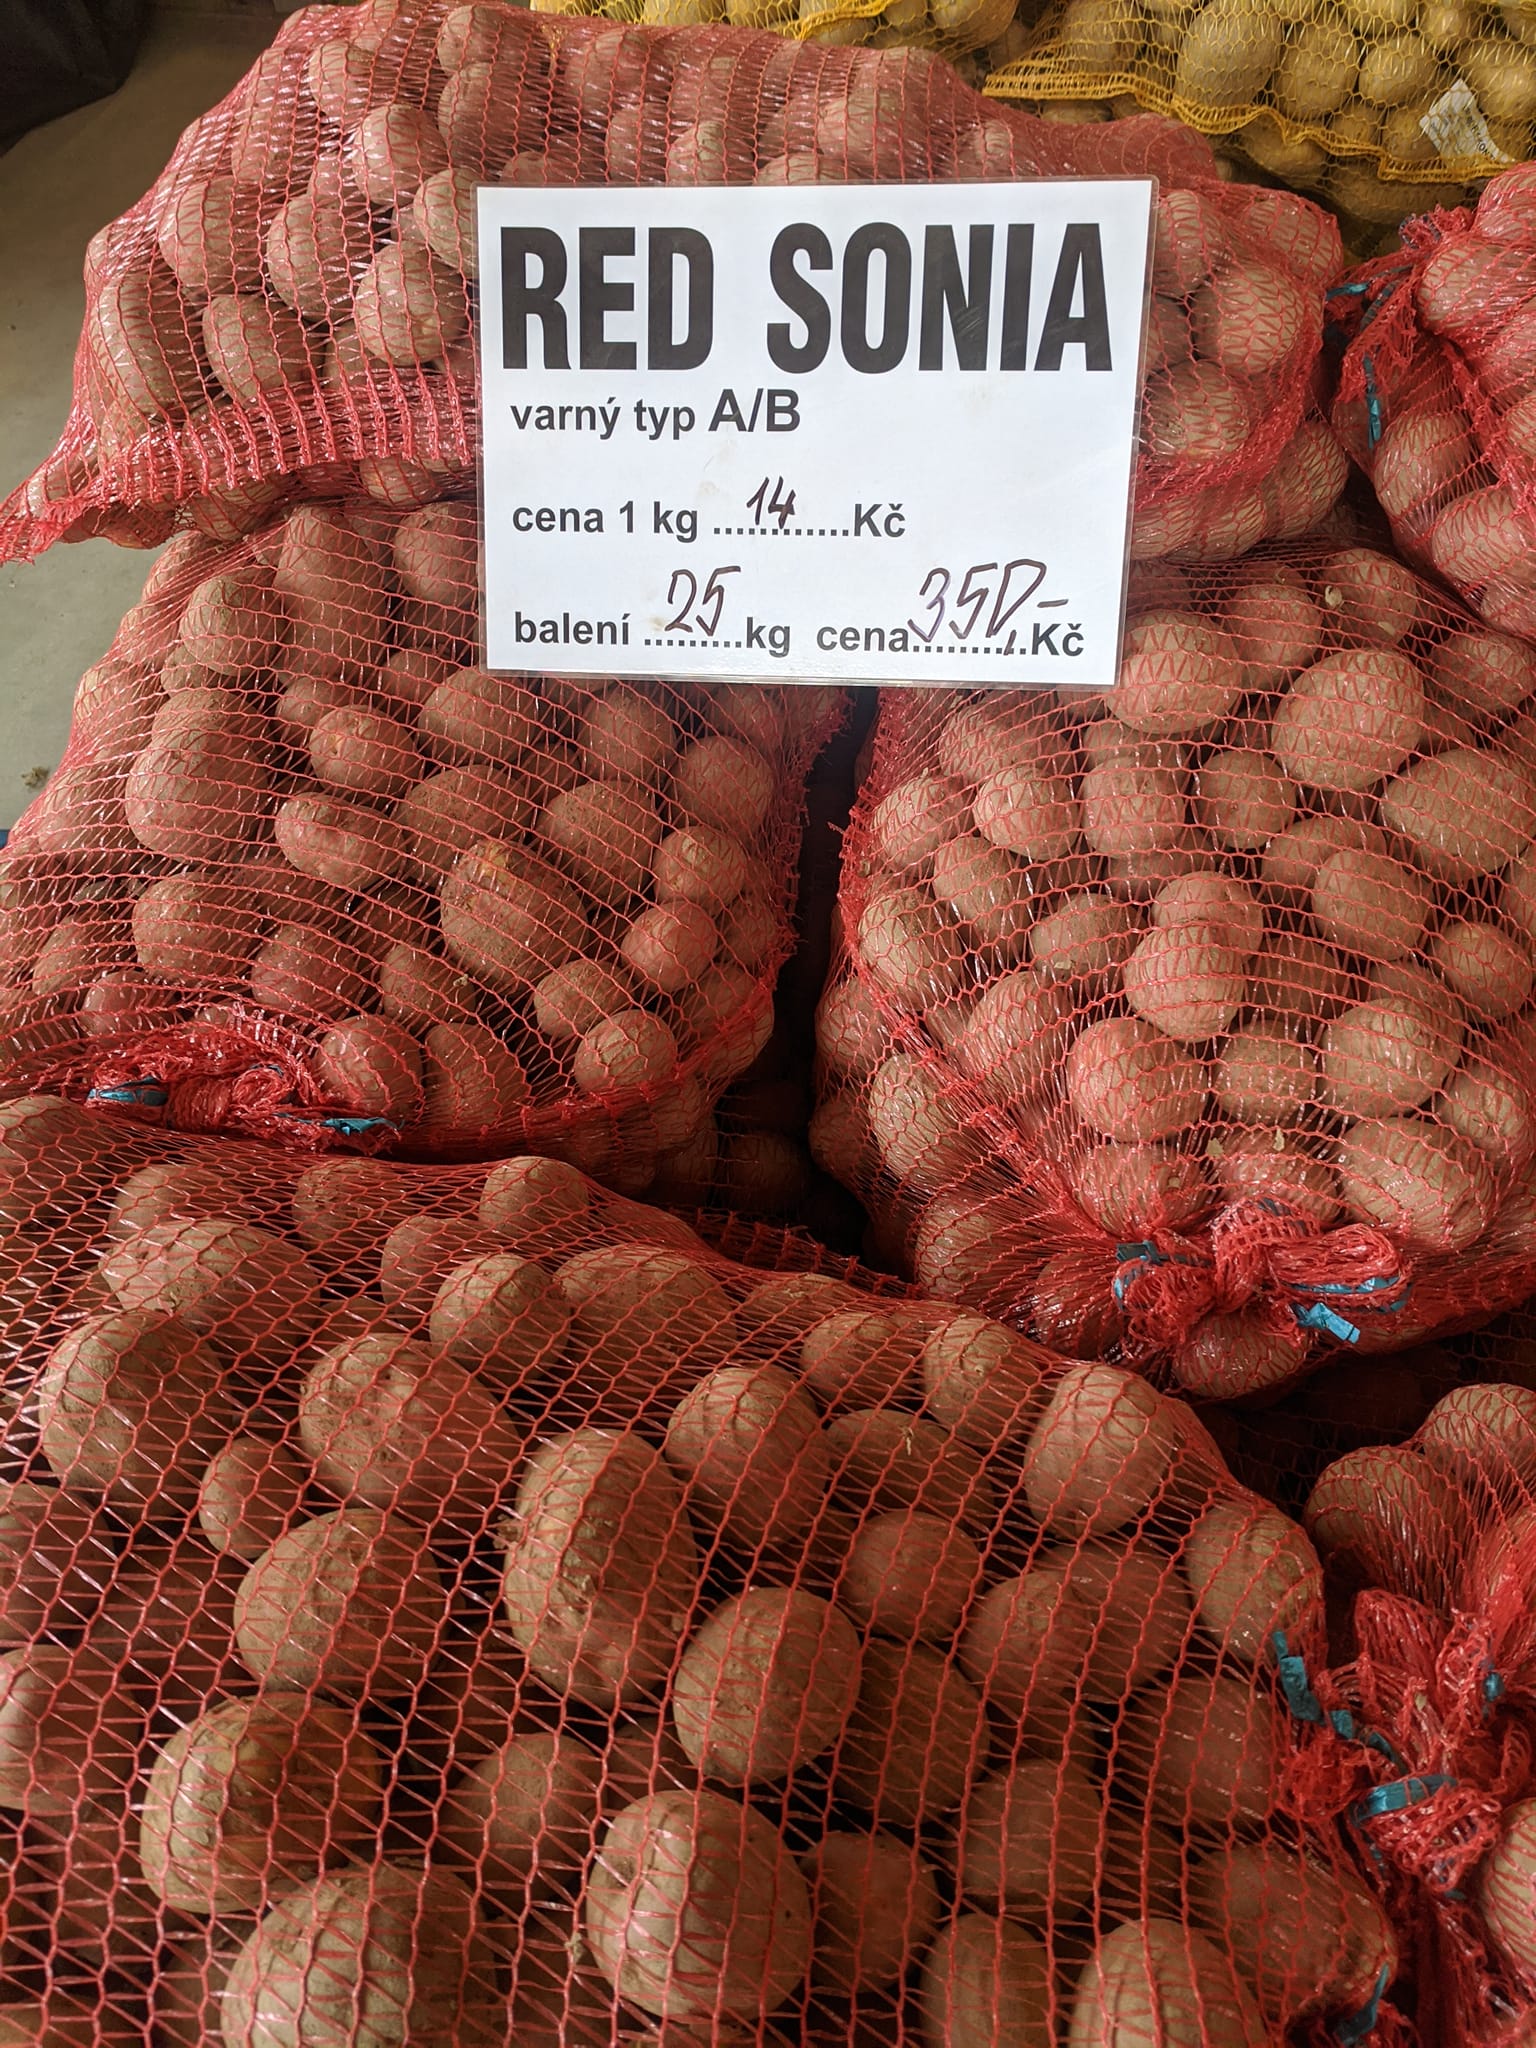 RED SONIA
varný typ A/B
cena 1 kg ....14........Kč
balení ....25.....kg cena...350,-...Kč